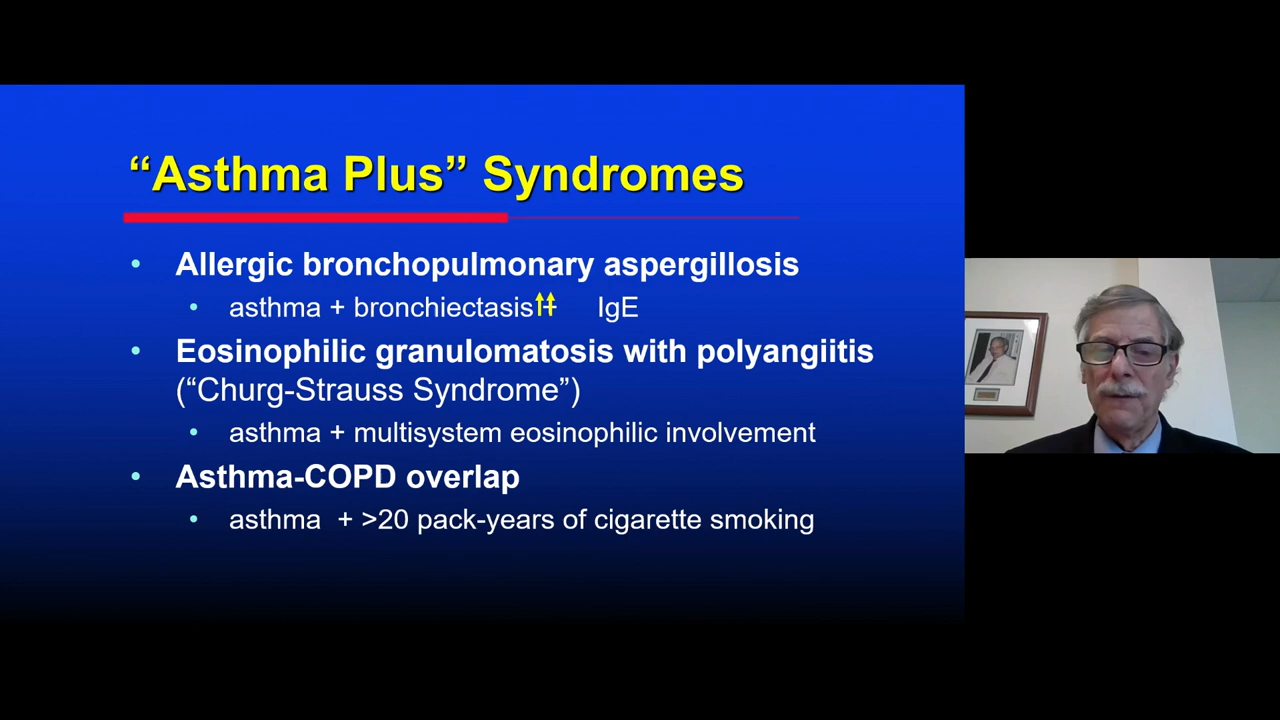 “Asthma Plus” Syndromes
• Allergic bronchopulmonary aspergillosis
• asthma + bronchiectasis + IgE
• Eosinophilic granulomatosis with polyangiitis
(“Churg-Strauss Syndrome”)
• asthma + multisystem eosinophilic involvement
• Asthma-COPD overlap
• asthma + >20 pack-years of cigarette smoking